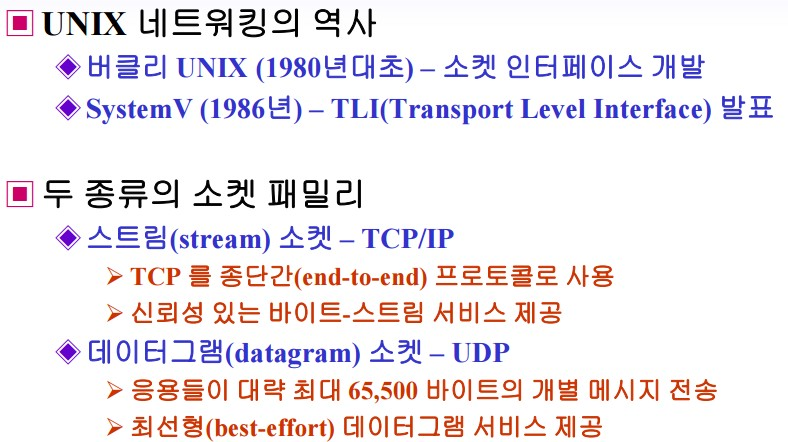 UNIX 네트워킹의 역사
버클리 UNIX (1980년대초) – 소켓 인터페이스 개발
SystemV (1986년) – TLI(Transport Level Interface) 발표
두 종류의 소켓 패밀리
스트림(stream) 소켓 – TCP/IP
TCP 를 종단간(end-to-end) 프로토콜로 사용
신뢰성 있는 바이트-스트림 서비스 제공
데이터그램(datagram) 소켓 – UDP
응용들이 대략 최대 65,500 바이트의 개별 메시지 전송
최선형(best-effort) 데이터그램 서비스 제공